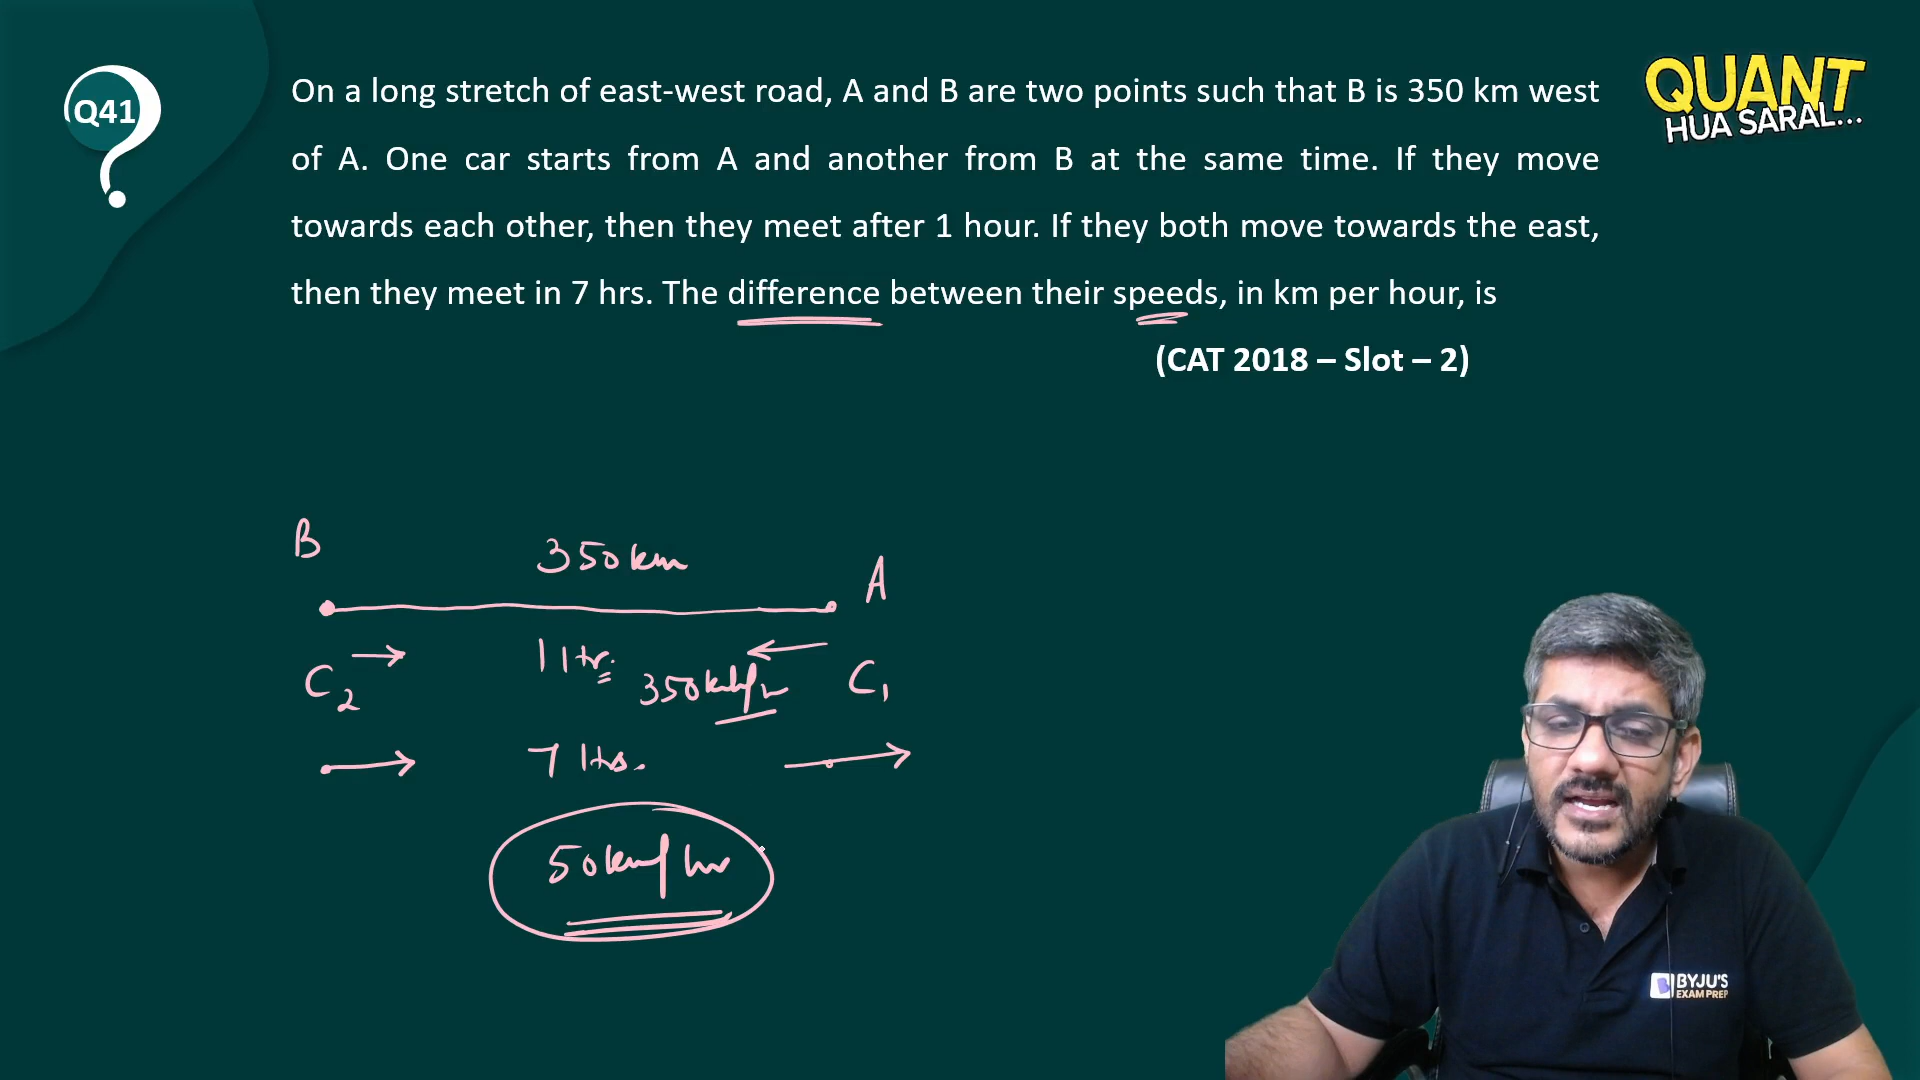 Q41
On a long stretch of east-west road, A and B are two points such that B is 350 km west
of A. One car starts from A and another from B at the same time. If they move
towards each other, then they meet after 1 hour. If they both move towards the east,
then they meet in 7 hrs. The difference between their speeds, in km per hour, is
(CAT 2018 – Slot – 2)
QUANT
HUA SARAL...
B
350 km
A
1 Hr.
350 km/hr
C2
C1
7 Hrs.
50 km/hr
BYJU'S
EXAM PREP